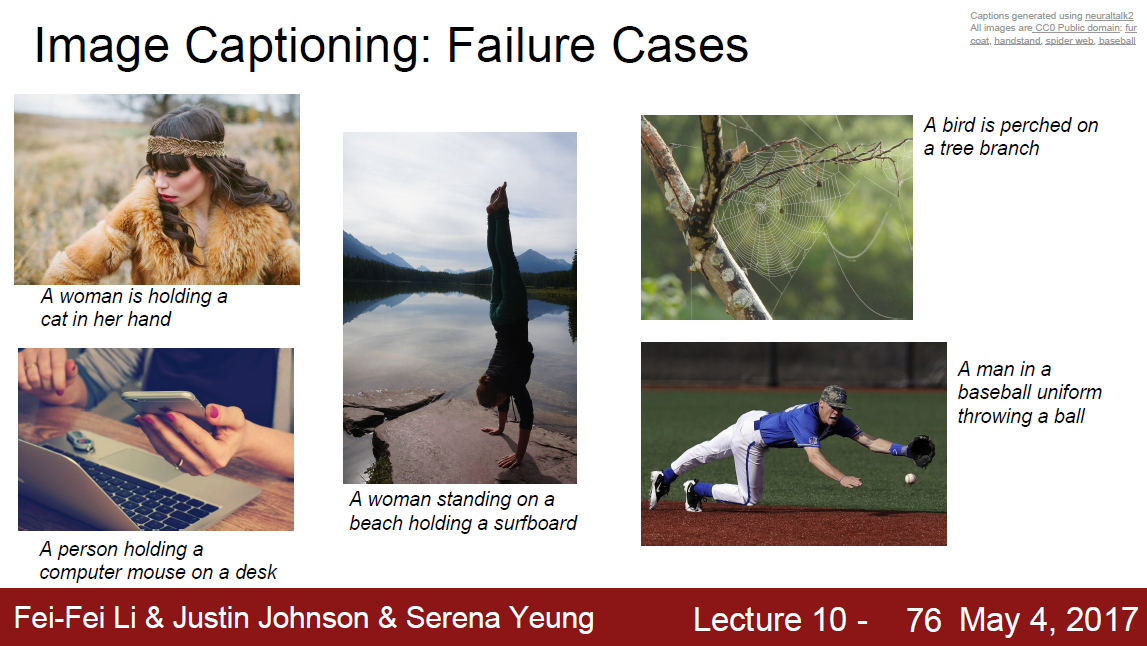 Image Captioning: Failure Cases
Captions generated using neuraltalk2
All images are CC0 Public domain: fur
coat, handstand, spider web, baseball
A woman is holding a
cat in her hand
A person holding a
computer mouse on a desk
A woman standing on a
beach holding a surfboard
A bird is perched on
a tree branch
A man in a
baseball uniform
throwing a ball
Fei-Fei Li & Justin Johnson & Serena Yeung
Lecture 10 - 76 May 4, 2017